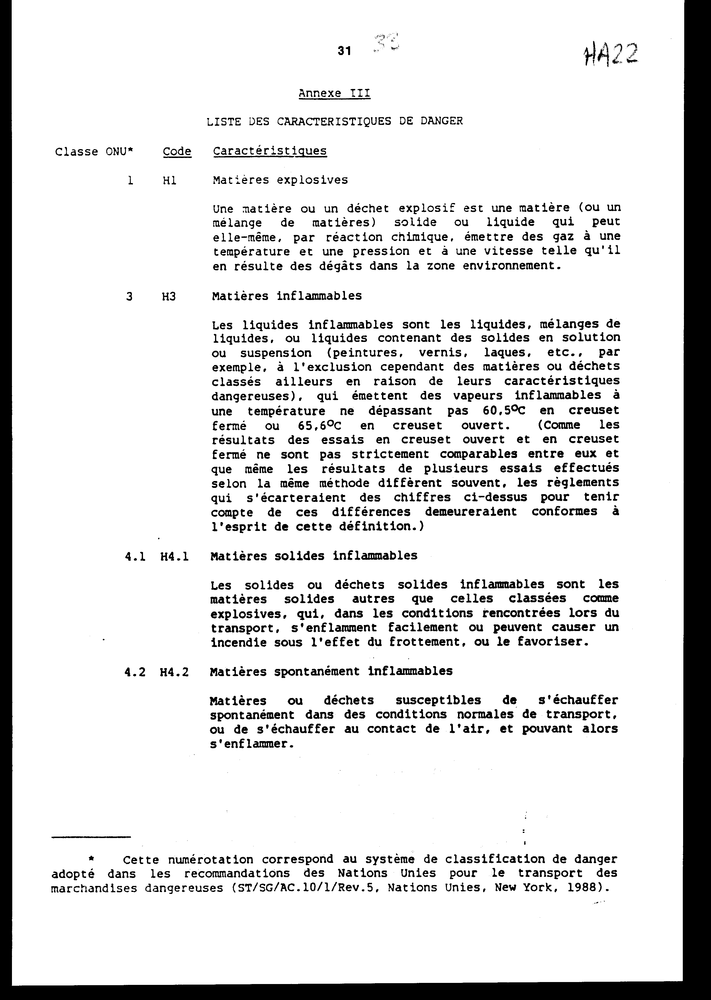 31 33
HA22
Annexe III
LISTE DES CARACTERISTIQUES DE DANGER
Classe ONU* Code Caractéristiques
1 H1 Matières explosives
Une matière ou un déchet explosif est une matière (ou un
mélange de matières) solide ou liquide qui peut
elle-même, par réaction chimique, émettre des gaz à une
température et une pression et à une vitesse telle qu'il
en résulte des dégâts dans la zone environnement.
3 H3 Matières inflammables
Les liquides inflammables sont les liquides, mélanges de
liquides, ou liquides contenant des solides en solution
ou suspension (peintures, vernis, laques, etc., par
exemple, à l'exclusion cependant des matières ou déchets
classés ailleurs en raison de leurs caractéristiques
dangereuses), qui émettent des vapeurs inflammables à
une température ne dépassant pas 60,5ºC en creuset
fermé ou 65,6ºC en creuset ouvert. (Comme les
résultats des essais en creuset ouvert et en creuset
fermé ne sont pas strictement comparables entre eux et
que même les résultats de plusieurs essais effectués
selon la même méthode diffèrent souvent, les règlements
qui s'écarteraient des chiffres ci-dessus pour tenir
compte de ces différences demeureraient conformes à
l'esprit de cette définition.)
4.1 H4.1 Matières solides inflammables
Les solides ou déchets solides inflammables sont les
matières solides autres que celles classées comme
explosives, qui, dans les conditions rencontrées lors du
transport, s'enflamment facilement ou peuvent causer un
incendie sous l'effet du frottement, ou le favoriser.
4.2 H4.2 Matières spontanément inflammables
Matières ou déchets susceptibles de s'échauffer
spontanément dans des conditions normales de transport,
ou de s'échauffer au contact de l'air, et pouvant alors
s'enflammer.
* Cette numérotation correspond au système de classification de danger
adopté dans les recommandations des Nations Unies pour le transport des
marchandises dangereuses (ST/SG/AC.10/1/Rev.5, Nations Unies, New York, 1988).